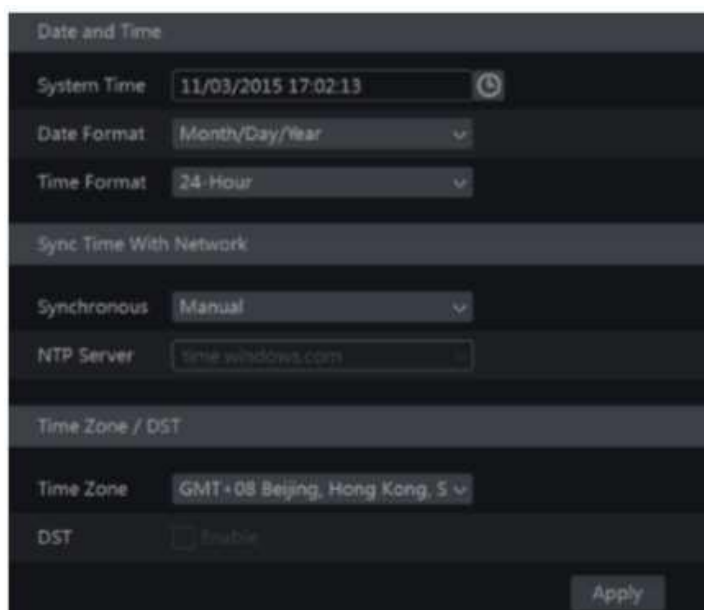 Date and Time
System Time 11/03/2015 17:02:13
Date Format Month/Day/Year
Time Format 24-Hour
Sync Time With Network
Synchronous Manual
NTP Server time.windows.com
Time Zone / DST
Time Zone GMT+08 Beijing, Hong Kong, S
DST Enable
Apply